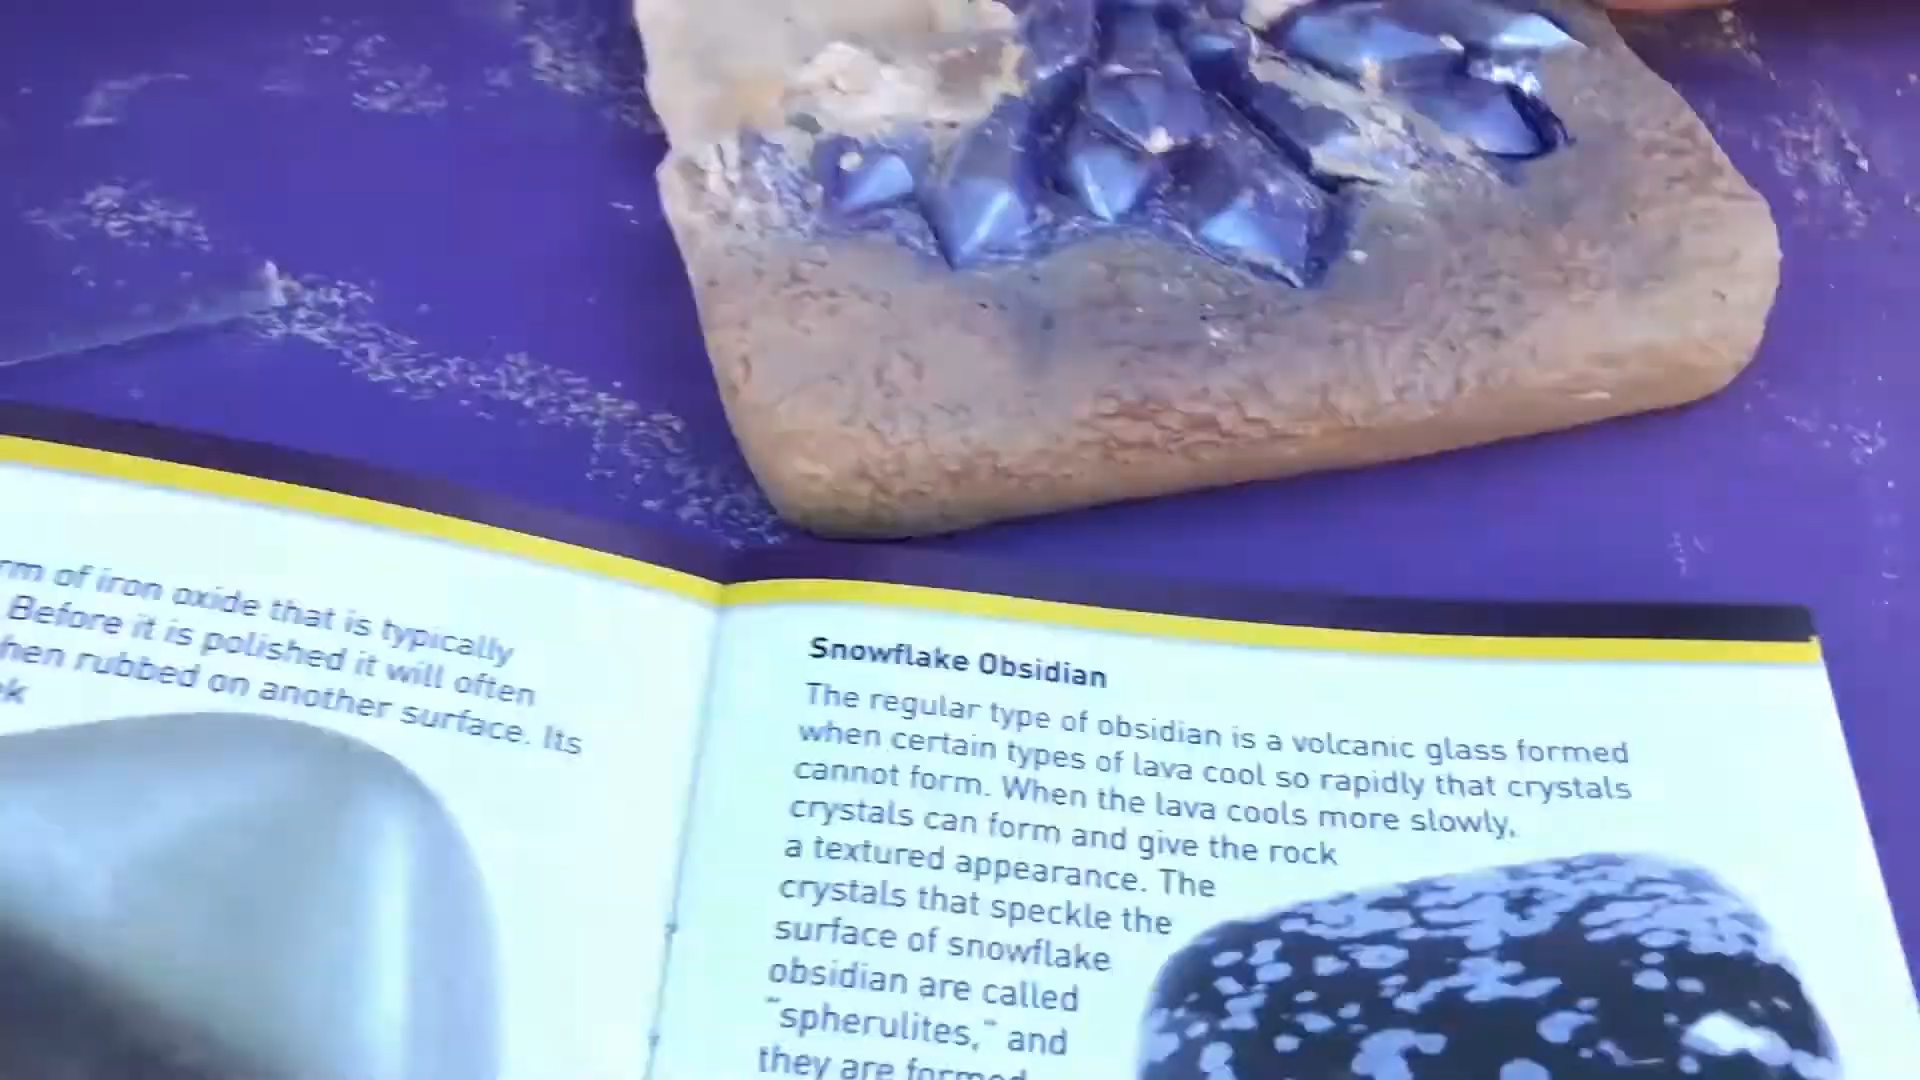 rm of iron oxide that is typically
Before it is polished it will often
hen rubbed on another surface. Its
k
Snowflake Obsidian
The regular type of obsidian is a volcanic glass formed
when certain types of lava cool so rapidly that crystals
cannot form. When the lava cools more slowly,
crystals can form and give the rock
a textured appearance. The
crystals that speckle the
surface of snowflake
obsidian are called
"spherulites," and
they are formed